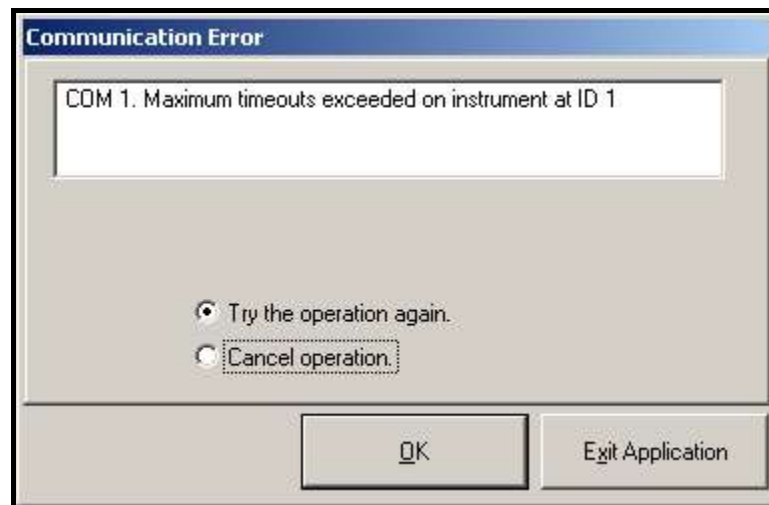 Communication Error
COM 1. Maximum timeouts exceeded on instrument at ID 1
Try the operation again.
Cancel operation.
OK
Exit Application